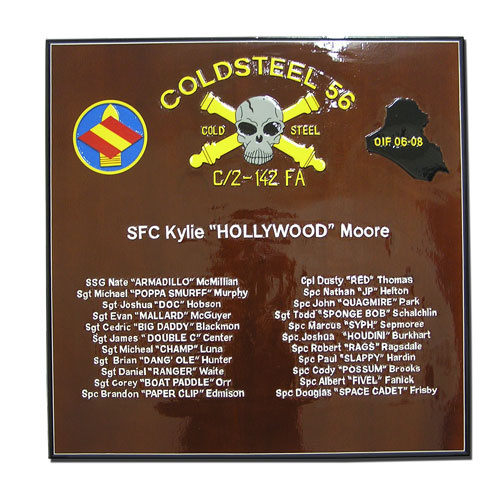 COLDSTEEL 56
COLD STEEL
C/2-142 FA
OIF 06-08
SFC Kylie "HOLLYWOOD" Moore
SSG Nate "ARMADILLO" McMillian
Sgt Michael "POPPA SMURFF" Murphy
Sgt Joshua "DOC" Hobson
Sgt Evan "MALLARD" McGuyer
Sgt Cedric "BIG DADDY" Blackmon
Sgt James "DOUBLE C" Center
Sgt Micheal "CHAMP" Luna
Sgt Brian "DANG' OLE" Hunter
Sgt Daniel "RANGER" Waite
Sgt Corey "BOAT PADDLE" Orr
Spc Brandon "PAPER CLIP" Edmison
Cpl Dusty "RED" Thomas
Spc Nathan "JP" Helton
Spc John "QUAGMIRE" Park
Sgt Todd "SPONGE BOB" Schalchlin
Spc Marcus "SYPH" Sepmoree
Spc Joshua "HOUDINI" Burkhart
Spc Robert "RAGS" Ragsdale
Spc Paul "SLAPPY" Hardin
Spc Cody "POSSUM" Brooks
Spc Albert "FIVEL" Fanick
Spc Douglas "SPACE CADET" Frisby